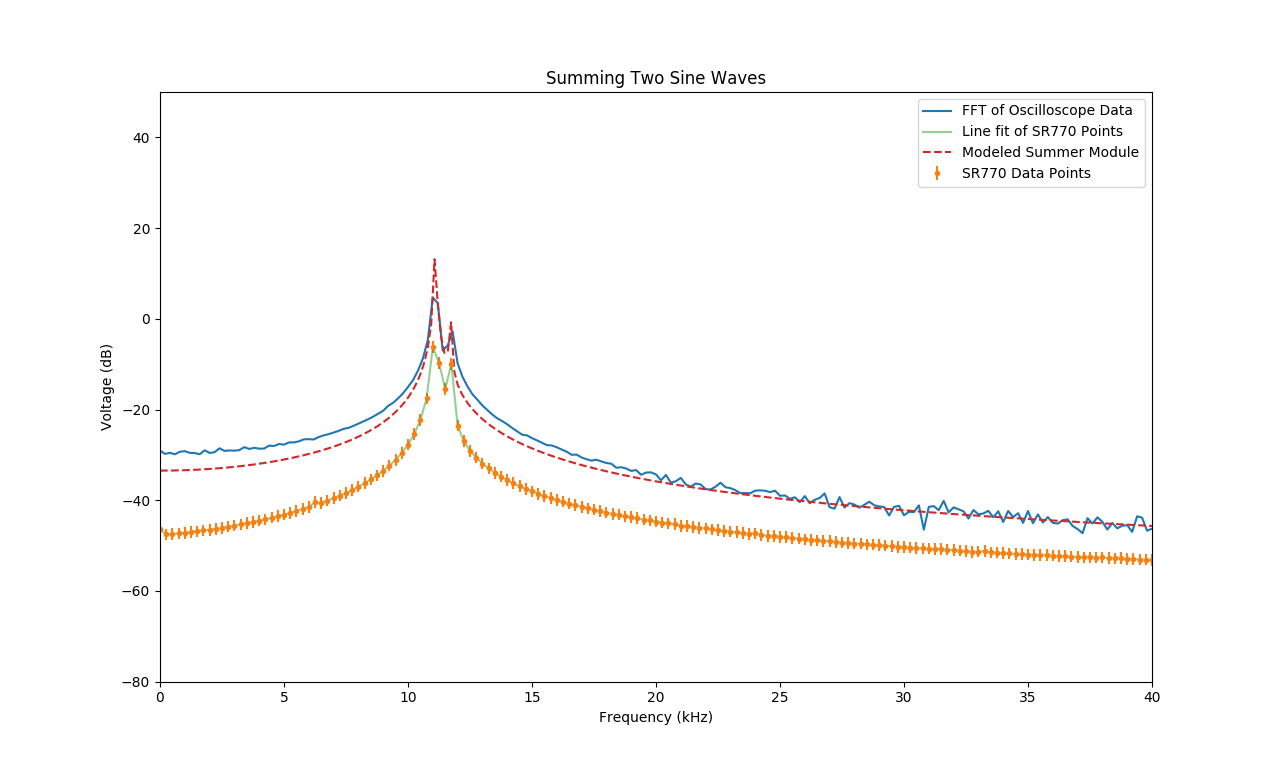 Summing Two Sine Waves
FFT of Oscilloscope Data
Line fit of SR770 Points
Modeled Summer Module
SR770 Data Points
Voltage (dB)
40
20
0
−20
−40
−60
−80
0 5 10 15 20 25 30 35 40
Frequency (kHz)